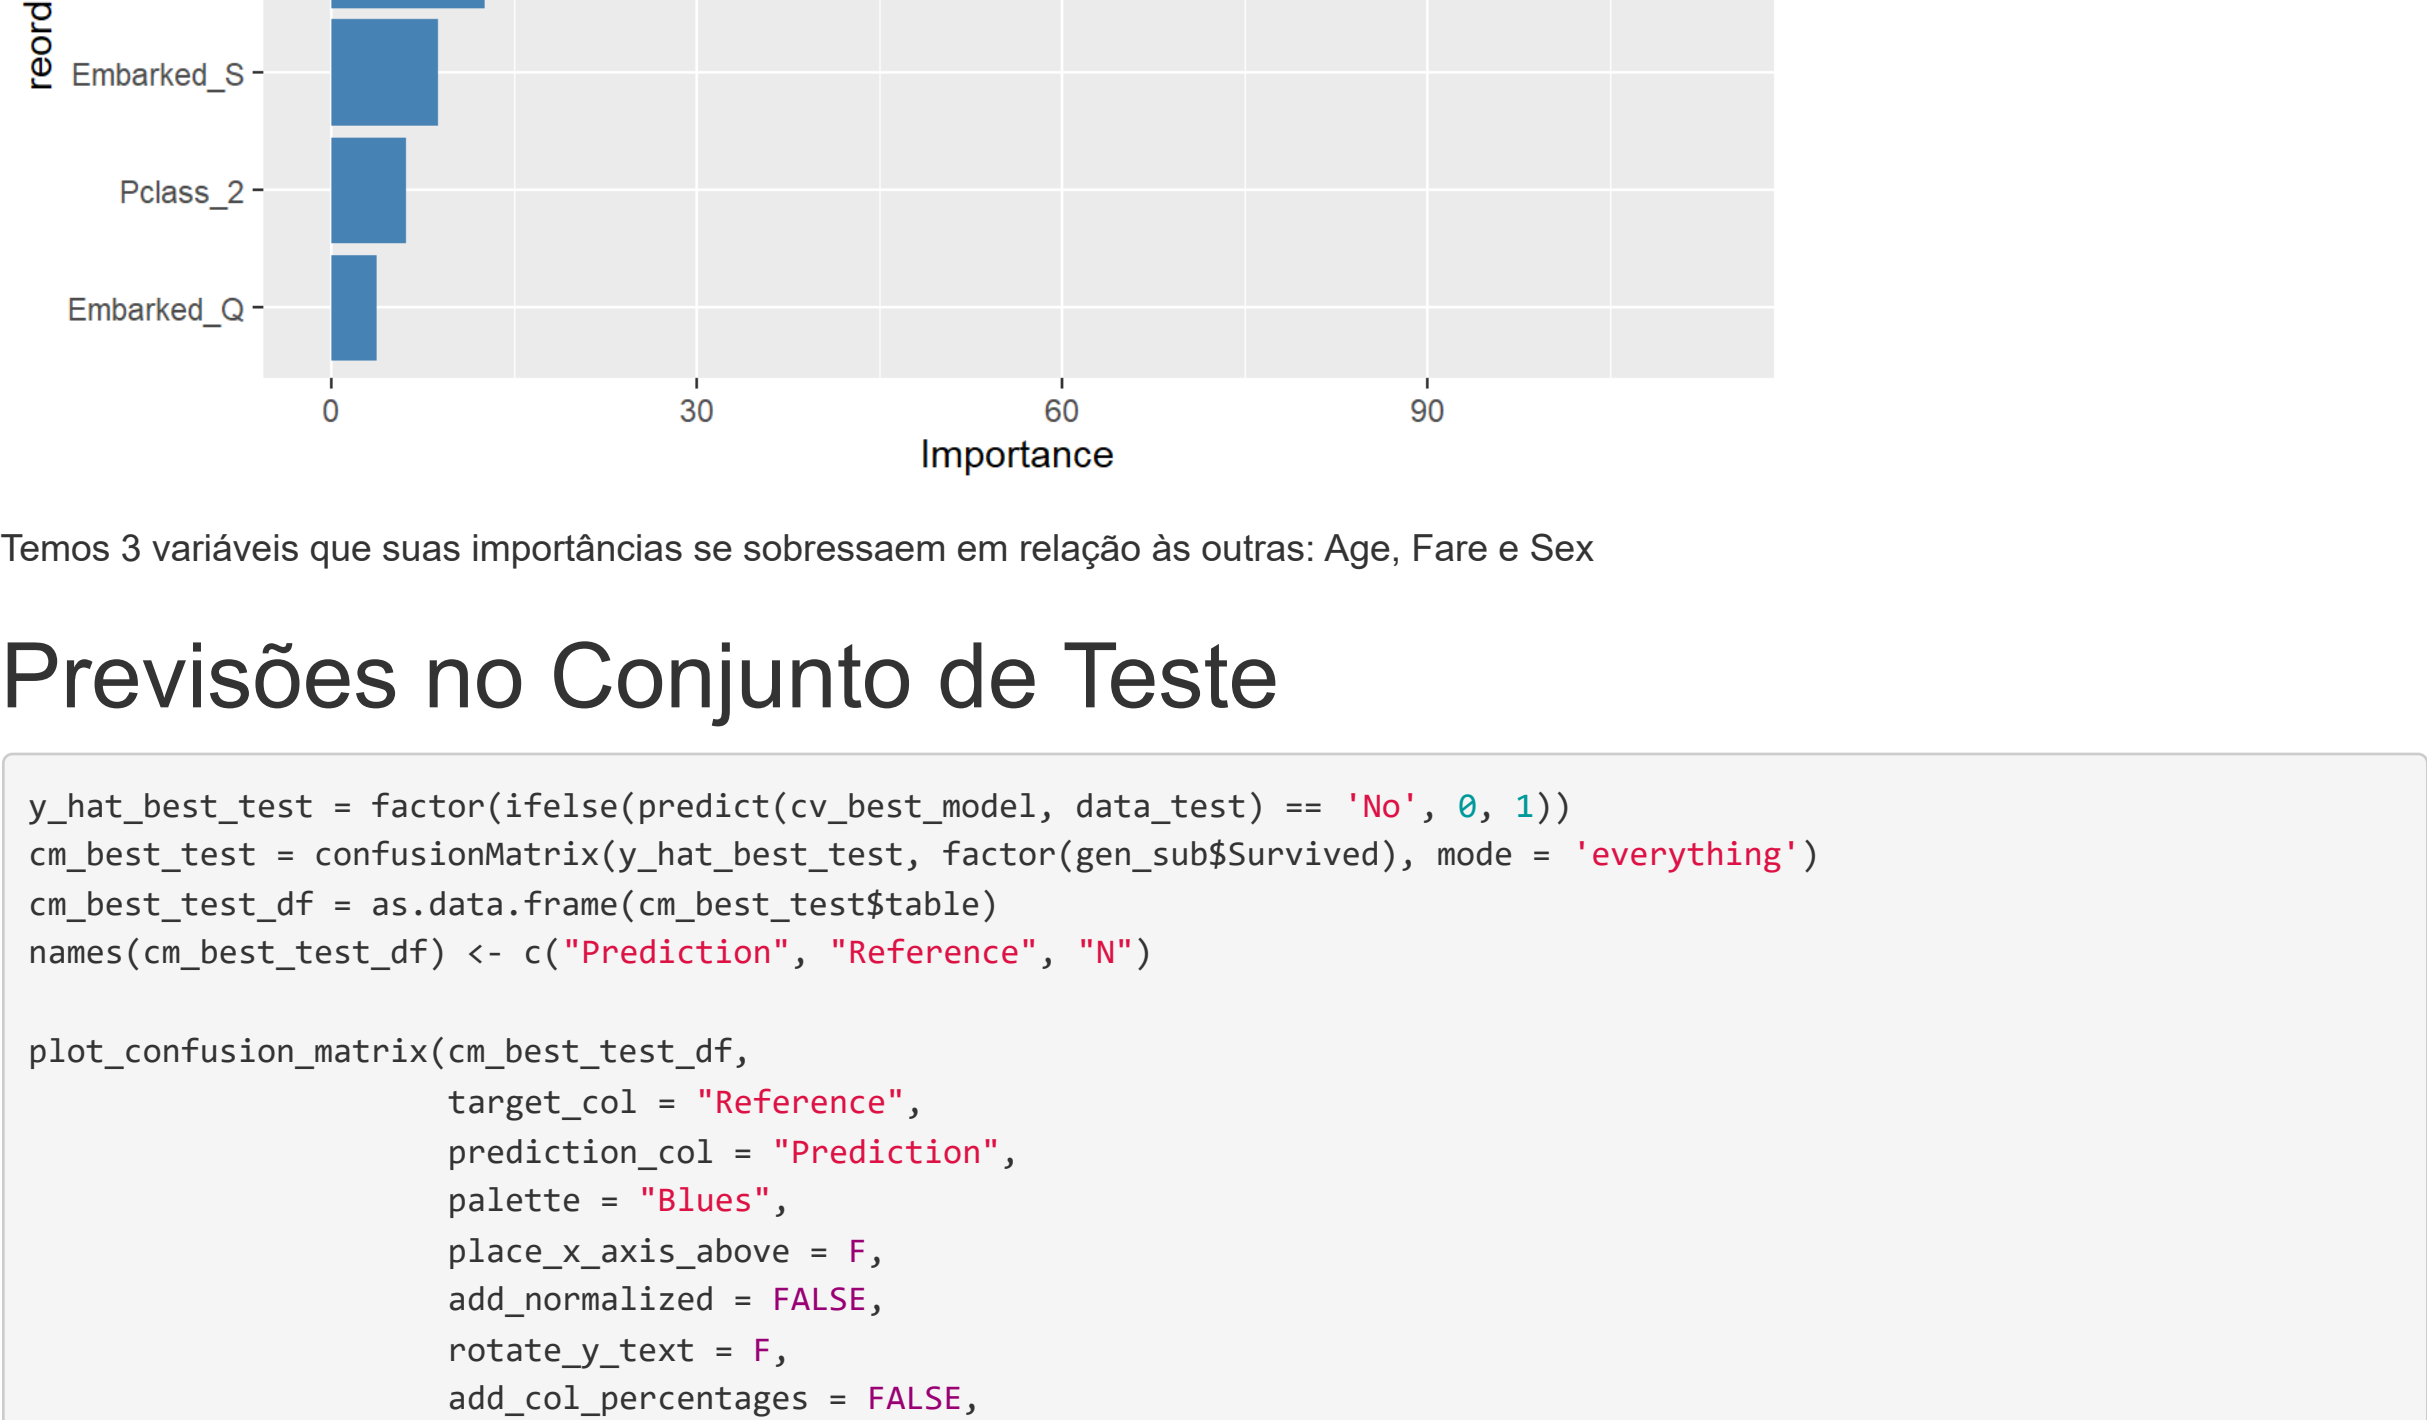 reord
Embarked_S
Pclass_2
Embarked_Q
0 30 60 90
Importance
Temos 3 variáveis que suas importâncias se sobressaem em relação às outras: Age, Fare e Sex
Previsões no Conjunto de Teste
y_hat_best_test = factor(ifelse(predict(cv_best_model, data_test) == 'No', 0, 1))
cm_best_test = confusionMatrix(y_hat_best_test, factor(gen_sub$Survived), mode = 'everything')
cm_best_test_df = as.data.frame(cm_best_test$table)
names(cm_best_test_df) <- c("Prediction", "Reference", "N")
plot_confusion_matrix(cm_best_test_df,
target_col = "Reference",
prediction_col = "Prediction",
palette = "Blues",
place_x_axis_above = F,
add_normalized = FALSE,
rotate_y_text = F,
add_col_percentages = FALSE,